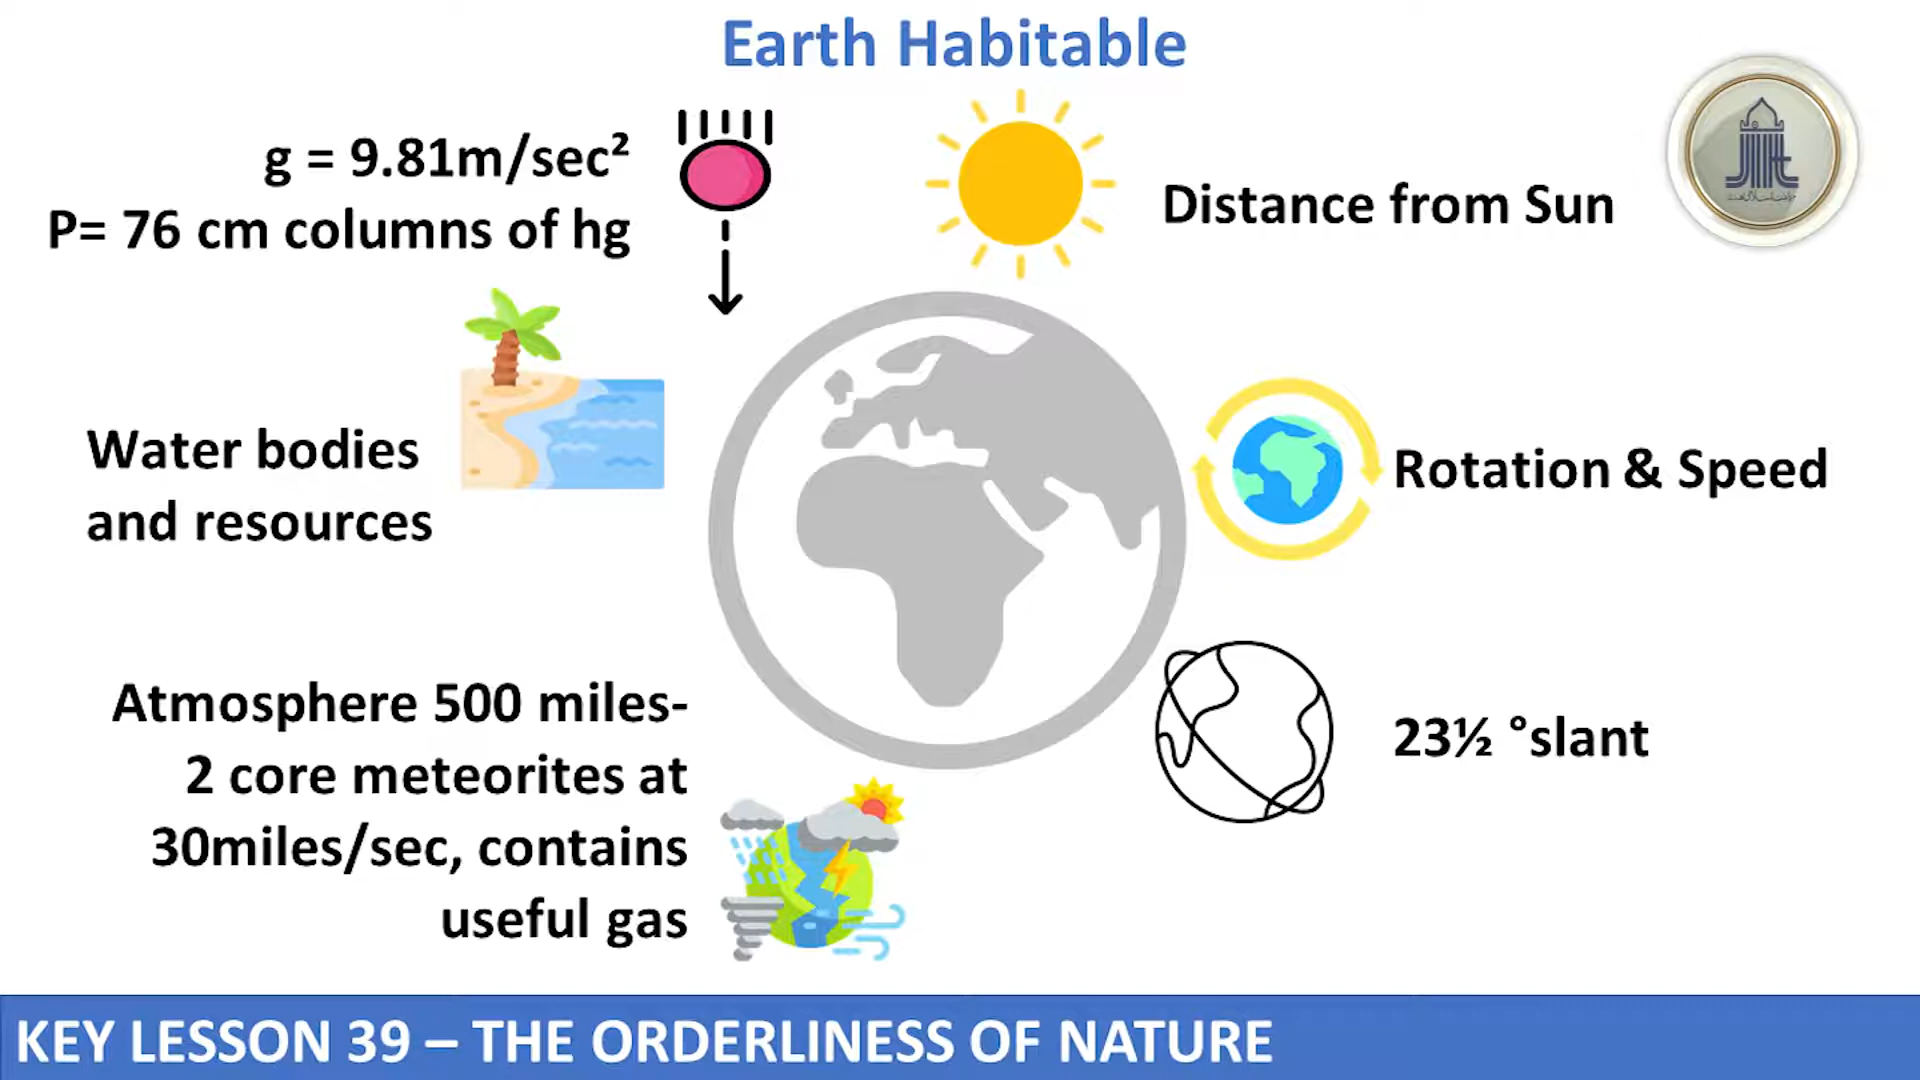 Earth Habitable
g = 9.81m/sec²
P= 76 cm columns of hg
Distance from Sun
Water bodies
and resources
Rotation & Speed
Atmosphere 500 miles-
2 core meteorites at
30miles/sec, contains
useful gas
23½ °slant
KEY LESSON 39 – THE ORDERLINESS OF NATURE